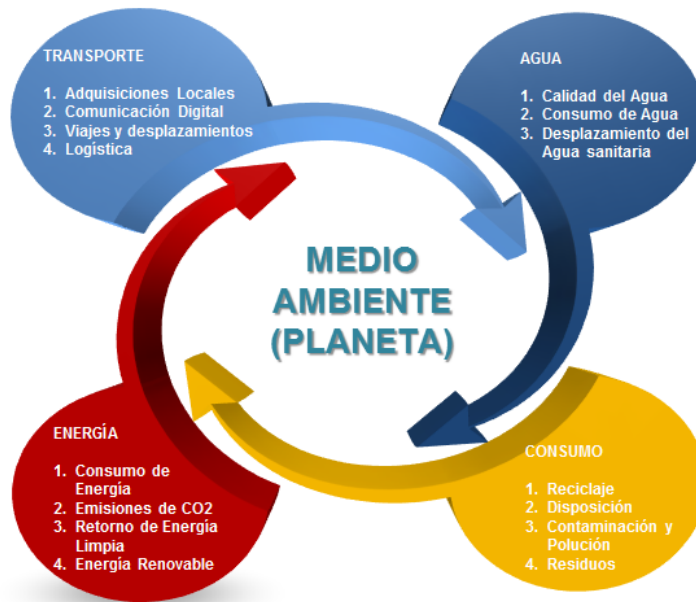 TRANSPORTE
1. Adquisiciones Locales
2. Comunicación Digital
3. Viajes y desplazamientos
4. Logística
AGUA
1. Calidad del Agua
2. Consumo de Agua
3. Desplazamiento del
Agua sanitaria
MEDIO
AMBIENTE
(PLANETA)
ENERGÍA
1. Consumo de
Energía
2. Emisiones de CO2
3. Retorno de Energía
Limpia
4. Energía Renovable
CONSUMO
1. Reciclaje
2. Disposición
3. Contaminación y
Polución
4. Residuos